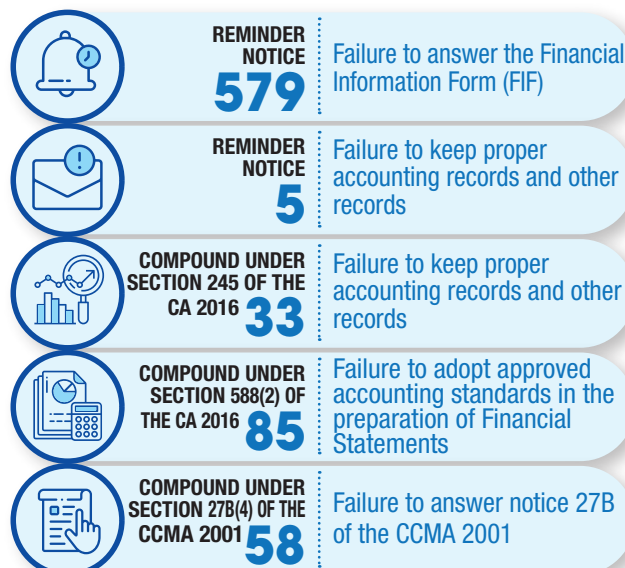 REMINDER
NOTICE
579
Failure to answer the Financial
Information Form (FIF)
REMINDER
NOTICE
5
Failure to keep proper
accounting records and other
records
COMPOUND UNDER
SECTION 245 OF THE
CA 2016 33
Failure to keep proper
accounting records and other
records
COMPOUND UNDER
SECTION 588(2) OF
THE CA 2016 85
Failure to adopt approved
accounting standards in the
preparation of Financial
Statements
COMPOUND UNDER
SECTION 27B(4) OF THE
CCMA 2001 58
Failure to answer notice 27B
of the CCMA 2001